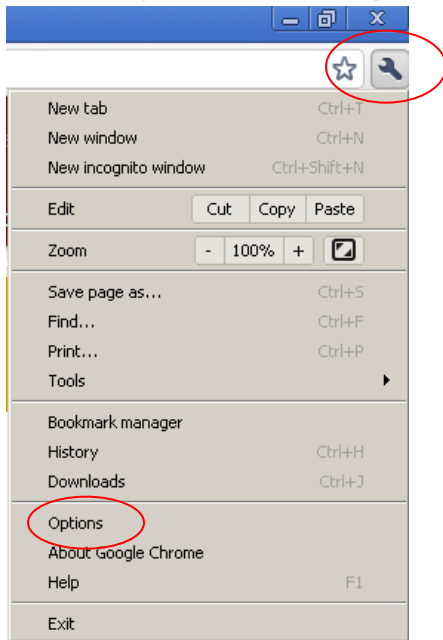 New tab Ctrl+T
New window Ctrl+N
New incognito window Ctrl+Shift+N
Edit Cut Copy Paste
Zoom - 100% +
Save page as... Ctrl+S
Find... Ctrl+F
Print... Ctrl+P
Tools
Bookmark manager
History Ctrl+H
Downloads Ctrl+J
Options
About Google Chrome
Help F1
Exit